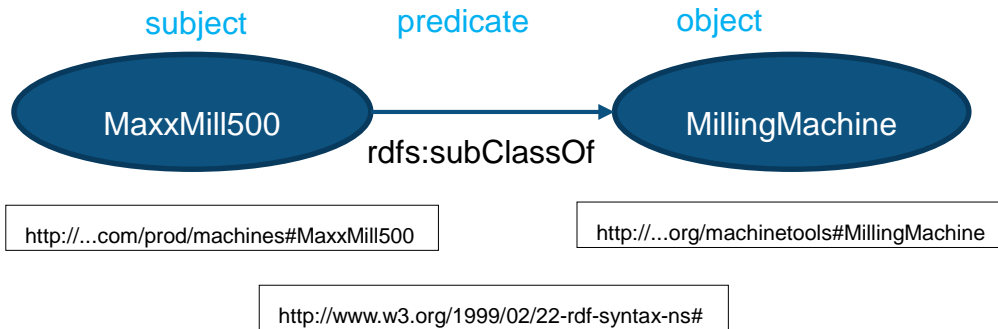 subject predicate object
MaxxMill500 MillingMachine
rdfs:subClassOf
http://...com/prod/machines#MaxxMill500 http://...org/machinetools#MillingMachine
http://www.w3.org/1999/02/22-rdf-syntax-ns#